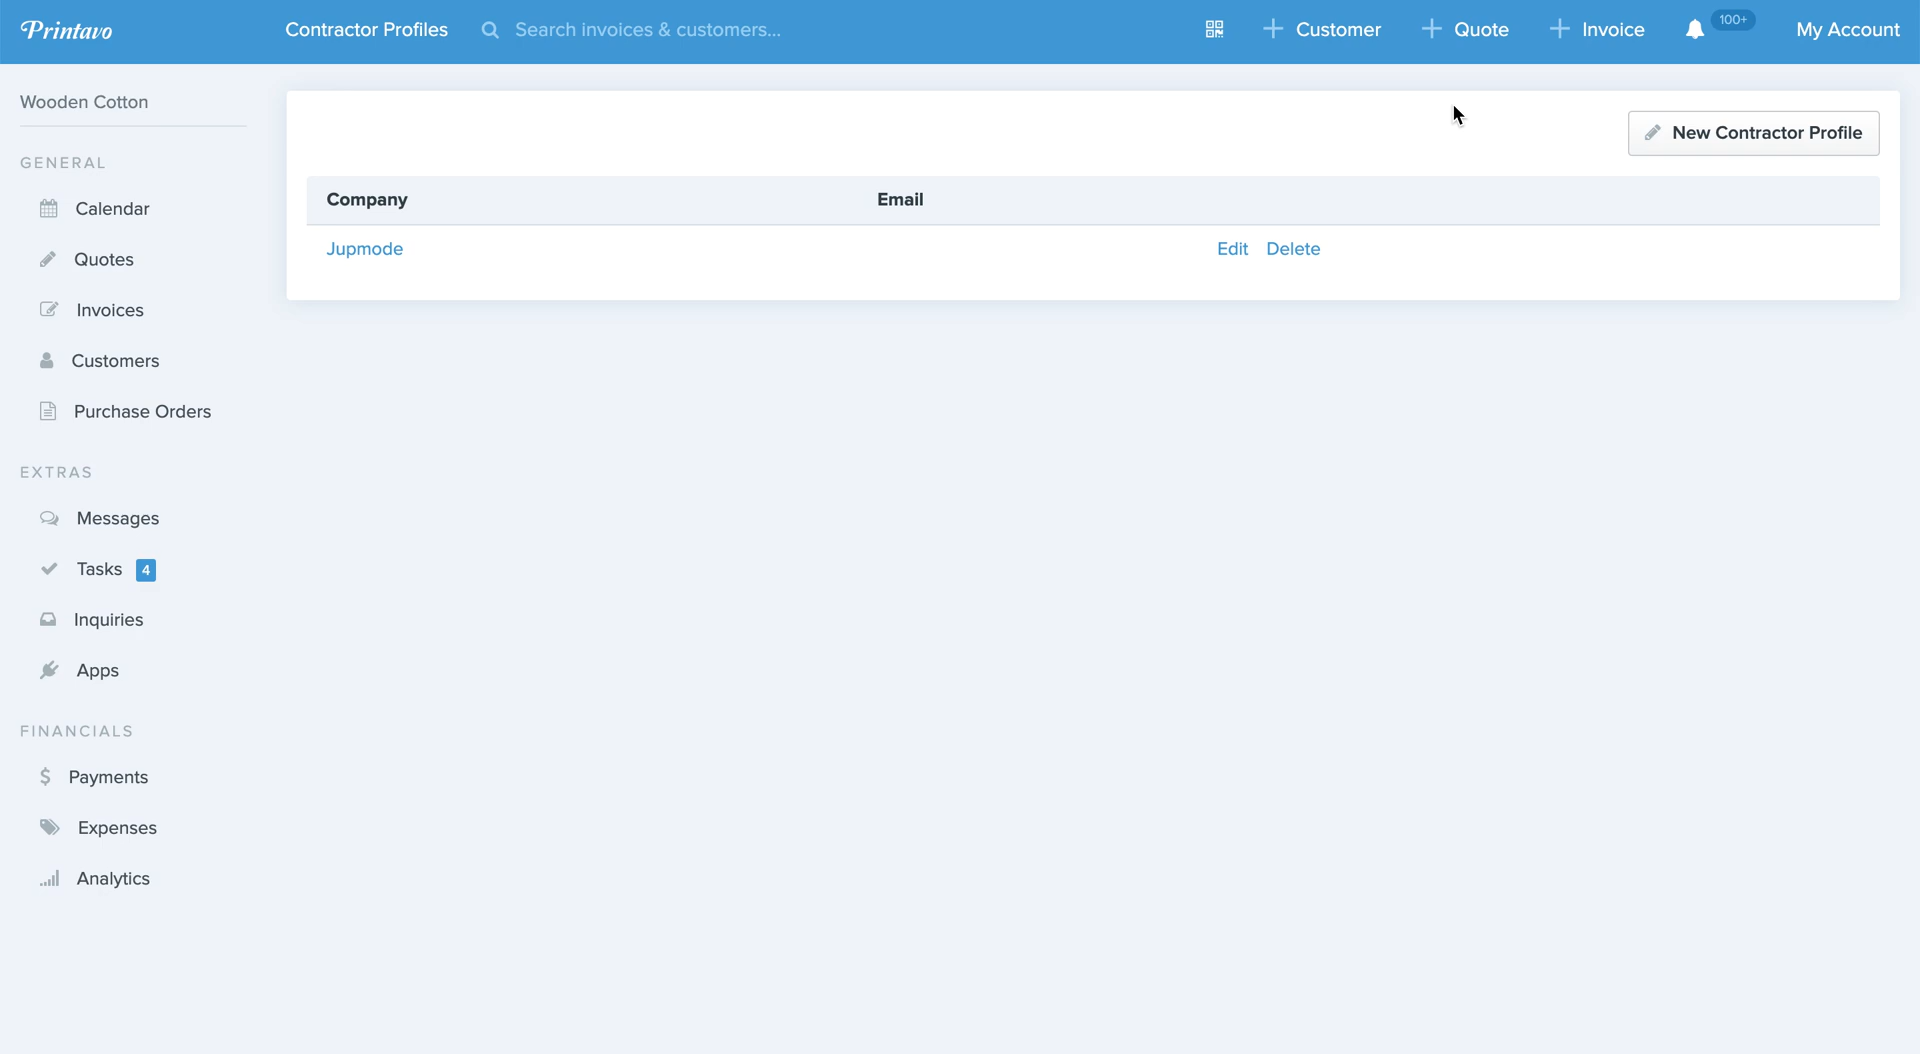 Printavo
Contractor Profiles
Search invoices & customers...
Customer
Quote
Invoice
100+
My Account
Wooden Cotton
GENERAL
Calendar
Quotes
Invoices
Customers
Purchase Orders
EXTRAS
Messages
Tasks 4
Inquiries
Apps
FINANCIALS
$ Payments
Expenses
Analytics
New Contractor Profile
Company Email
Jupmode Edit Delete